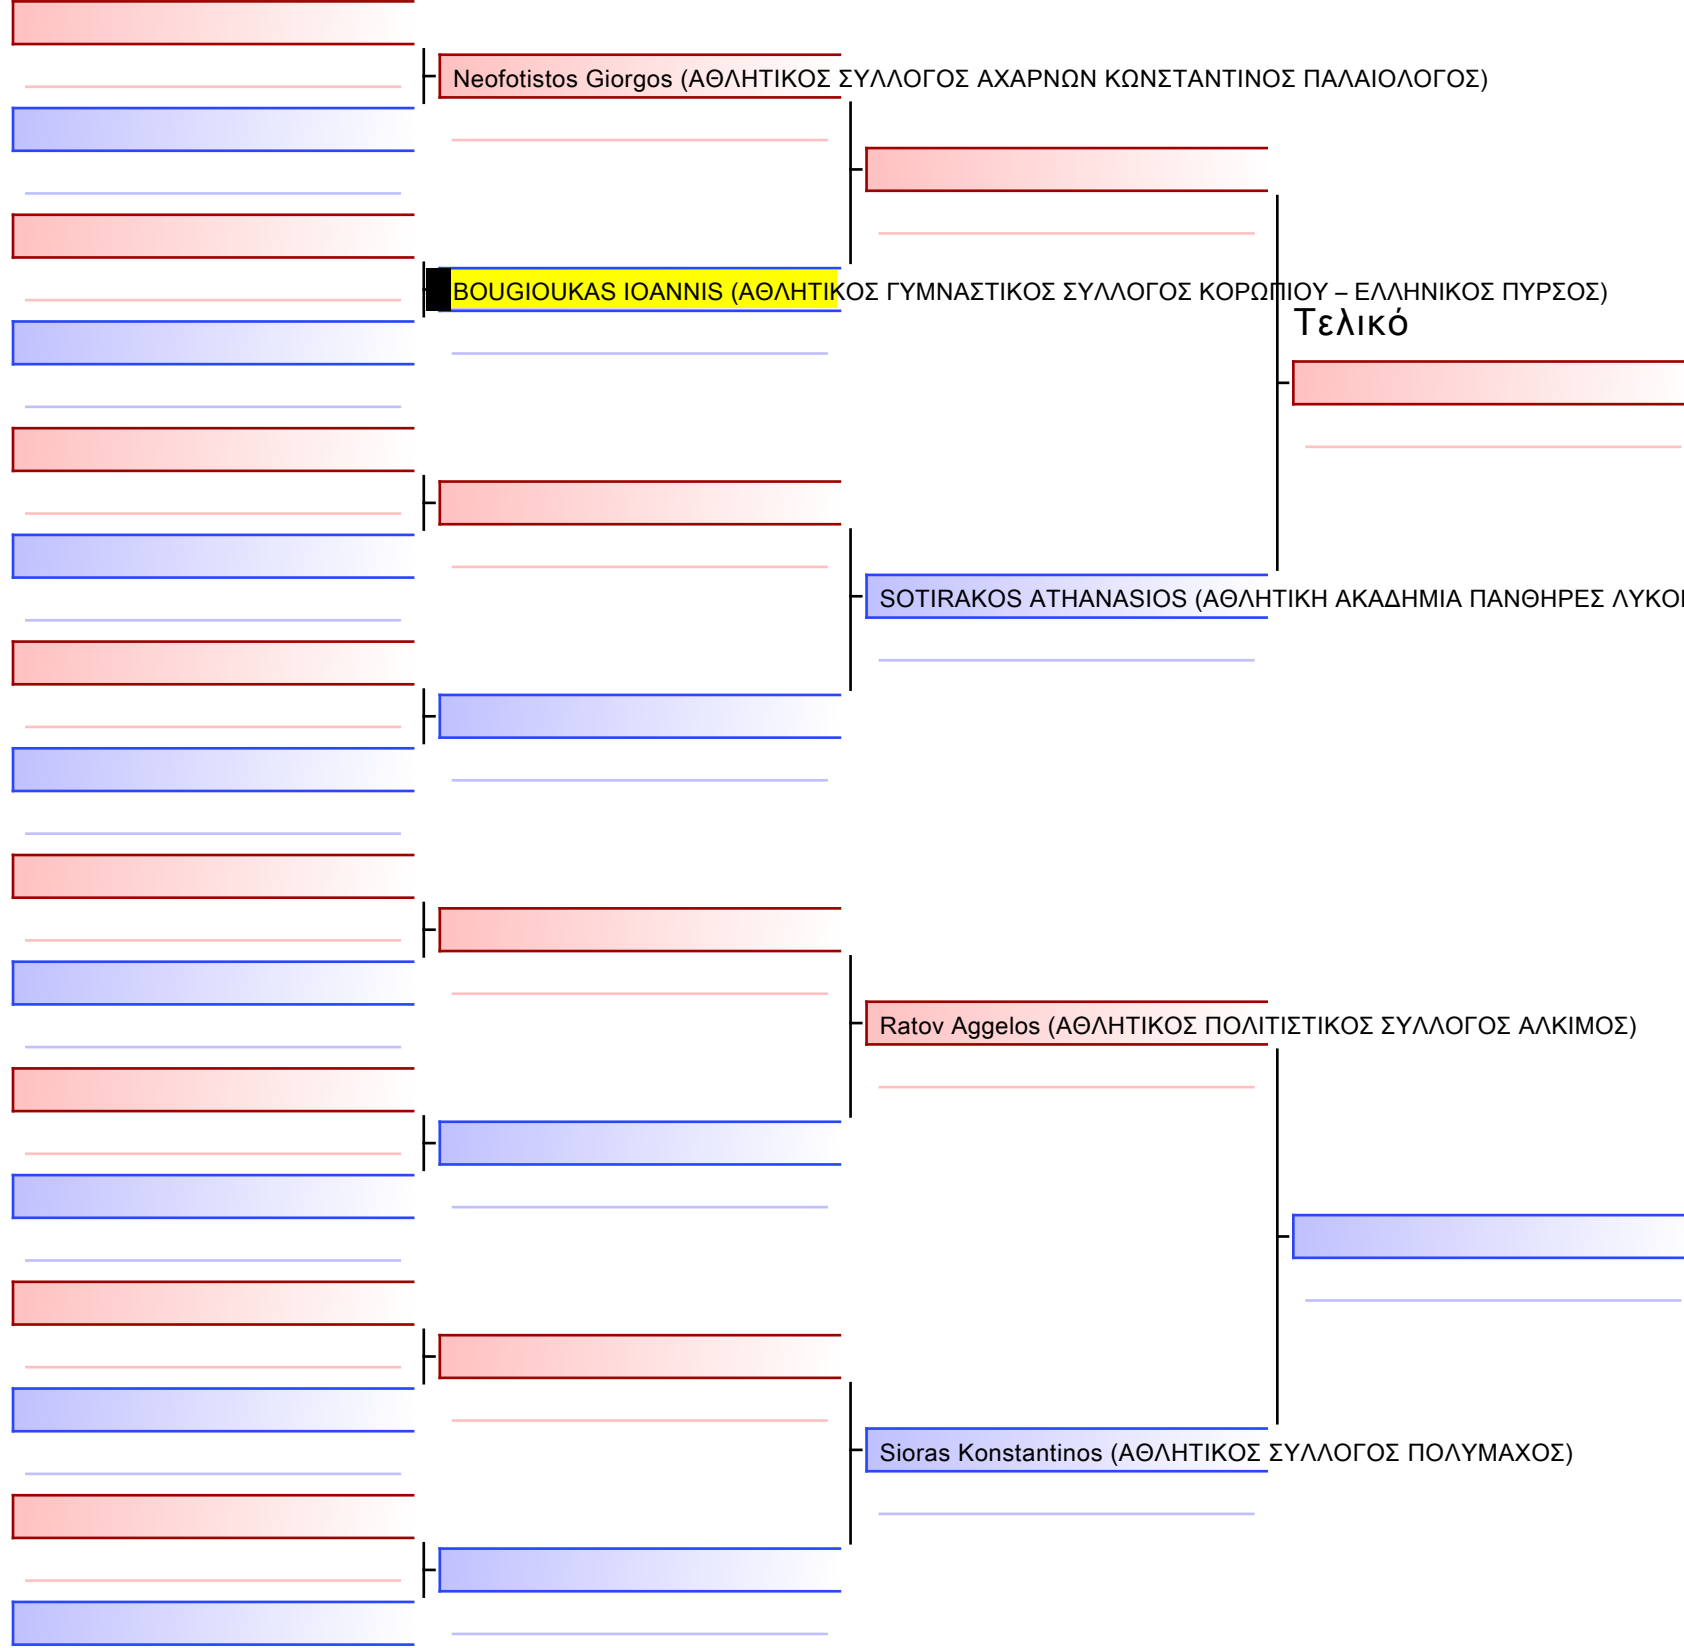 Neofotistos Giorgos (ΑΘΛΗΤΙΚΟΣ ΣΥΛΛΟΓΟΣ ΑΧΑΡΝΩΝ ΚΩΝΣΤΑΝΤΙΝΟΣ ΠΑΛΑΙΟΛΟΓΟΣ)
BOUGIOUKAS IOANNIS (ΑΘΛΗΤΙΚΟΣ ΓΥΜΝΑΣΤΙΚΟΣ ΣΥΛΛΟΓΟΣ ΚΟΡΩΠΙΟΥ – ΕΛΛΗΝΙΚΟΣ ΠΥΡΣΟΣ)
Τελικό
SOTIRAKOS ATHANASIOS (ΑΘΛΗΤΙΚΗ ΑΚΑΔΗΜΙΑ ΠΑΝΘΗΡΕΣ
Ratov Aggelos (ΑΘΛΗΤΙΚΟΣ ΠΟΛΙΤΙΣΤΙΚΟΣ ΣΥΛΛΟΓΟΣ ΑΛΚΙΜΟΣ)
Sioras Konstantinos (ΑΘΛΗΤΙΚΟΣ ΣΥΛΛΟΓΟΣ ΠΟΛΥΜΑΧΟΣ)